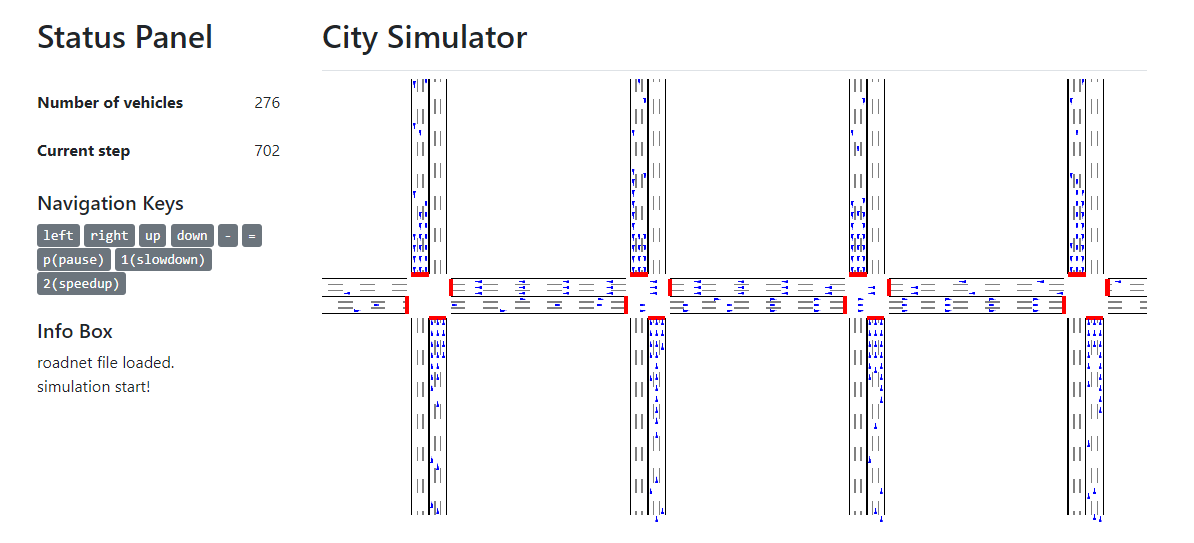 Status Panel
Number of vehicles 276
Current step 702
Navigation Keys
left right up down - =
p(pause) 1(slowdown)
2(speedup)
Info Box
roadnet file loaded.
simulation start!
City Simulator